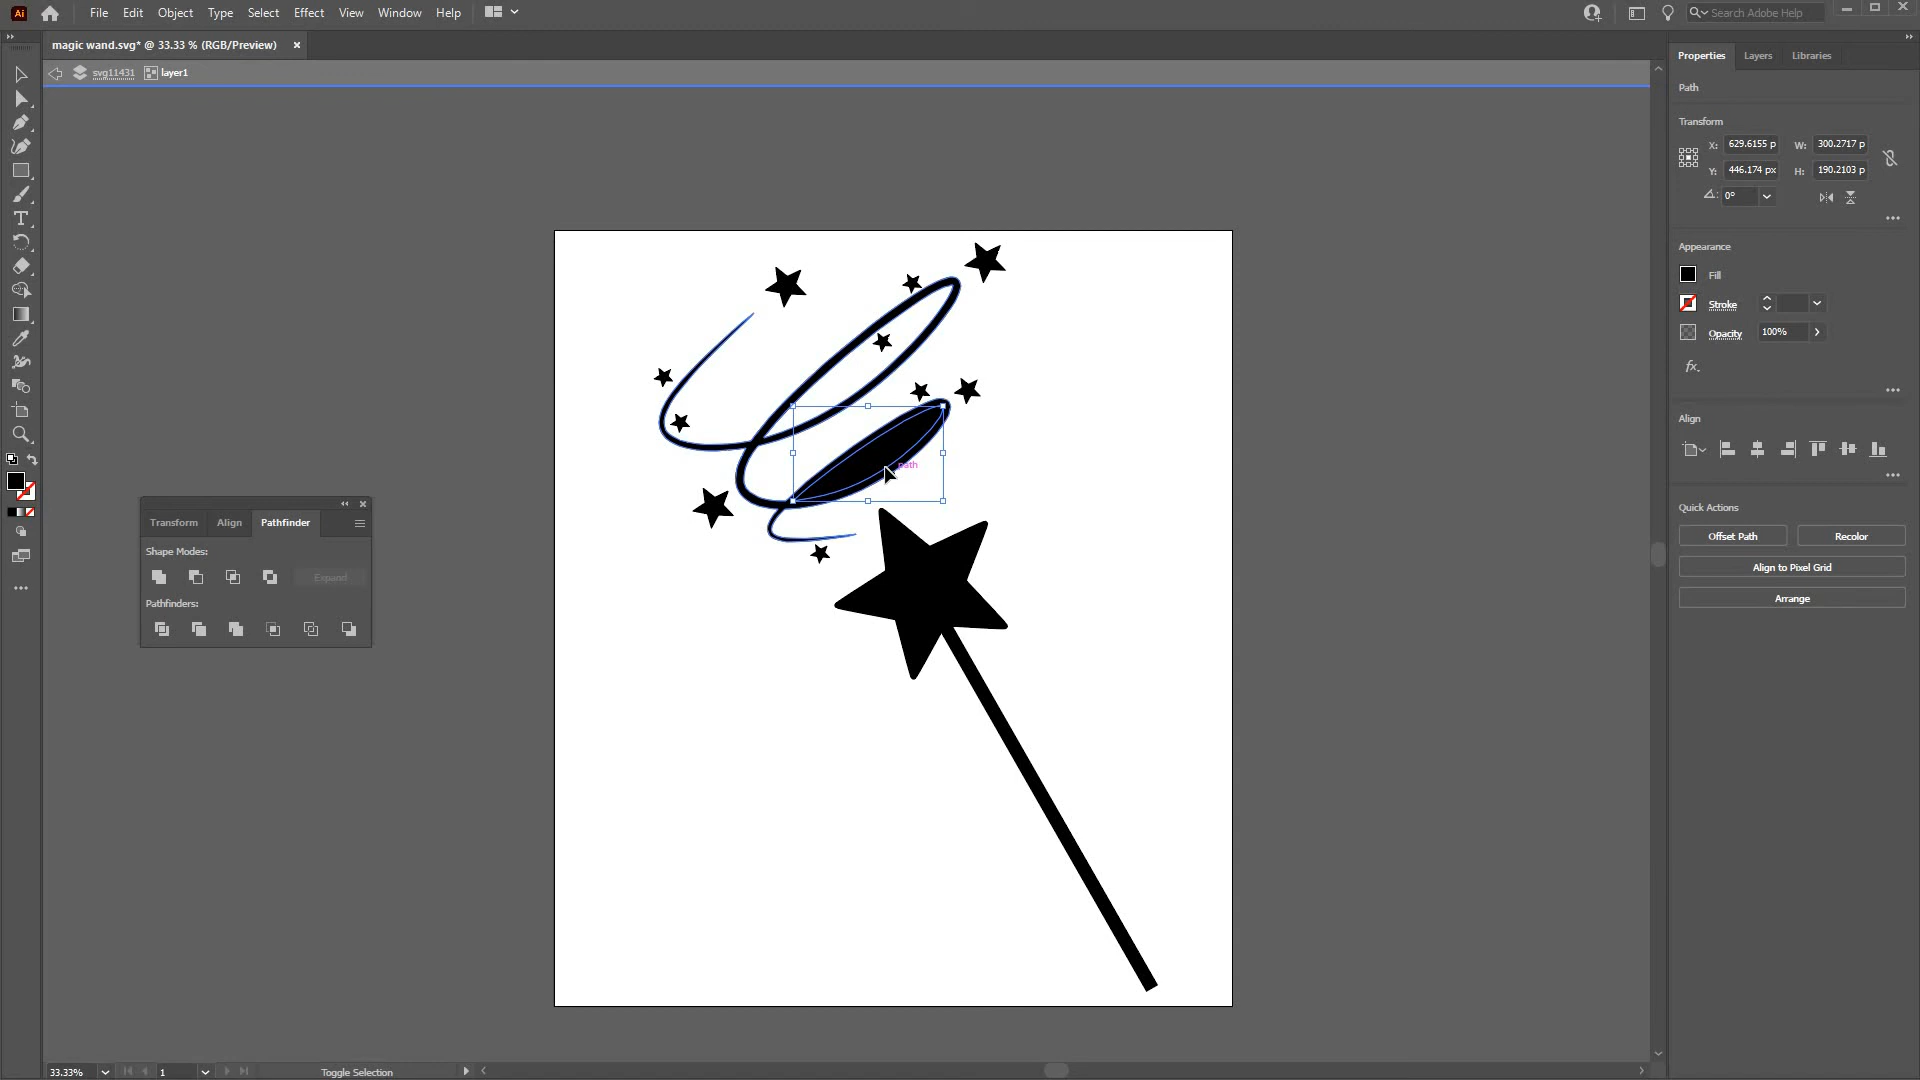 Ai File Edit Object Type Select Effect View Window Help Search Adobe Help
magic wand.svg* @ 33.33 % (RGB/Preview) ×
svg11431 layer1
Properties Layers Libraries
Path
Transform
X: 629.6155 p W: 300.2717 p
Y: 446.174 px H: 190.2103 p
0°
Appearance
Fill
Stroke
Opacity 100%
fx.
Align
Quick Actions
Offset Path Recolor
Align to Pixel Grid
Arrange
path
Transform Align Pathfinder
Shape Modes:
Expand
Pathfinders:
33.33% 1 Toggle Selection